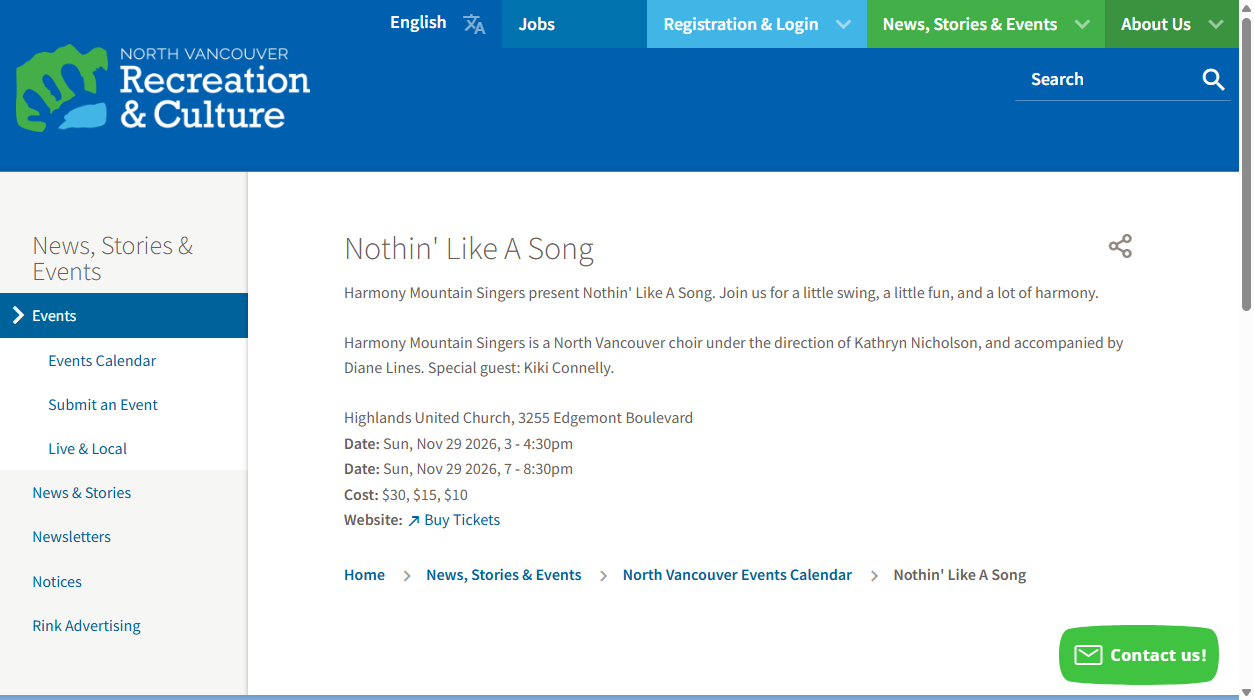 English
Jobs
Registration & Login
News, Stories & Events
About Us
NORTH VANCOUVER
Recreation
& Culture
Search
News, Stories &
Events
Events
Events Calendar
Submit an Event
Live & Local
News & Stories
Newsletters
Notices
Rink Advertising
Nothin' Like A Song
Harmony Mountain Singers present Nothin' Like A Song. Join us for a little swing, a little fun, and a lot of harmony.
Harmony Mountain Singers is a North Vancouver choir under the direction of Kathryn Nicholson, and accompanied by
Diane Lines. Special guest: Kiki Connelly.
Highlands United Church, 3255 Edgemont Boulevard
Date: Sun, Nov 29 2026, 3 - 4:30pm
Date: Sun, Nov 29 2026, 7 - 8:30pm
Cost: $30, $15, $10
Website: Buy Tickets
Home > News, Stories & Events > North Vancouver Events Calendar > Nothin' Like A Song
Contact us!